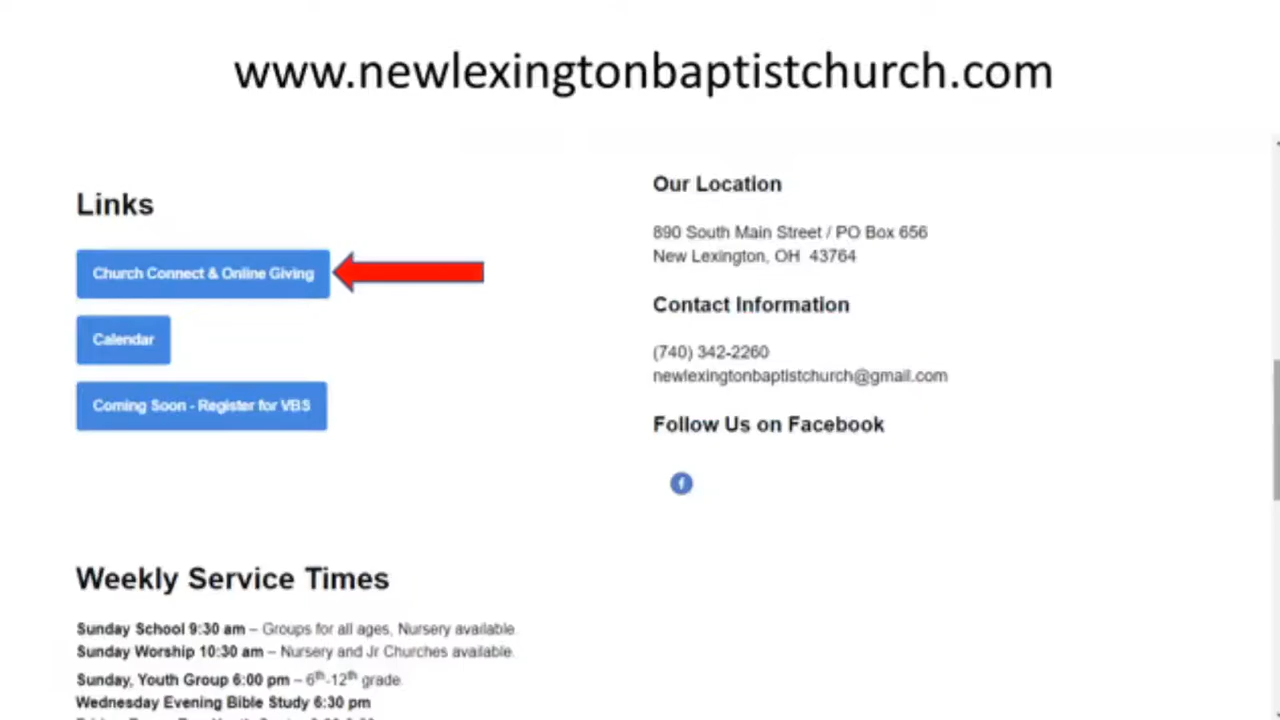 www.newlexingtonbaptistchurch.com
Links
Church Connect & Online Giving
Calendar
Coming Soon - Register for VBS
Our Location
890 South Main Street / PO Box 656
New Lexington, OH 43764
Contact Information
(740) 342-2260
newlexingtonbaptistchurch@gmail.com
Follow Us on Facebook
f
Weekly Service Times
Sunday School 9:30 am – Groups for all ages, Nursery available
Sunday Worship 10:30 am – Nursery and Jr Churches available.
Sunday, Youth Group 6:00 pm – 6th-12th grade
Wednesday Evening Bible Study 6:30 pm